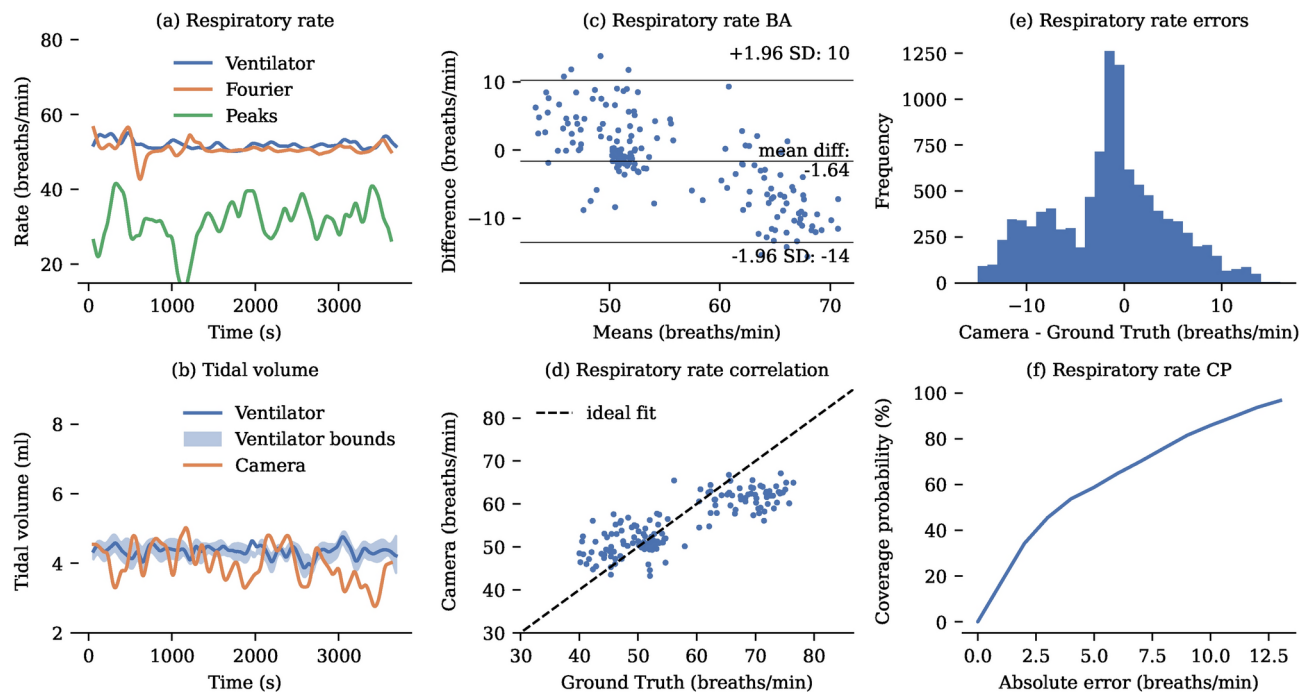 (a) Respiratory rate
Rate (breaths/min)
80
60
40
20
Ventilator
Fourier
Peaks
0 1000 2000 3000
Time (s)
(b) Tidal volume
Tidal volume (ml)
8
6
4
2
Ventilator
Ventilator bounds
Camera
0 1000 2000 3000
Time (s)
(c) Respiratory rate BA
Difference (breaths/min)
10
0
−10
+1.96 SD: 10
mean diff:
-1.64
-1.96 SD: -14
50 60 70
Means (breaths/min)
(d) Respiratory rate correlation
Camera (breaths/min)
80
70
60
50
40
30
ideal fit
30 40 50 60 70 80
Ground Truth (breaths/min)
(e) Respiratory rate errors
Frequency
1250
1000
750
500
250
0
−10 0 10
Camera - Ground Truth (breaths/min)
(f) Respiratory rate CP
Coverage probability (%)
100
80
60
40
20
0
0.0 2.5 5.0 7.5 10.0 12.5
Absolute error (breaths/min)